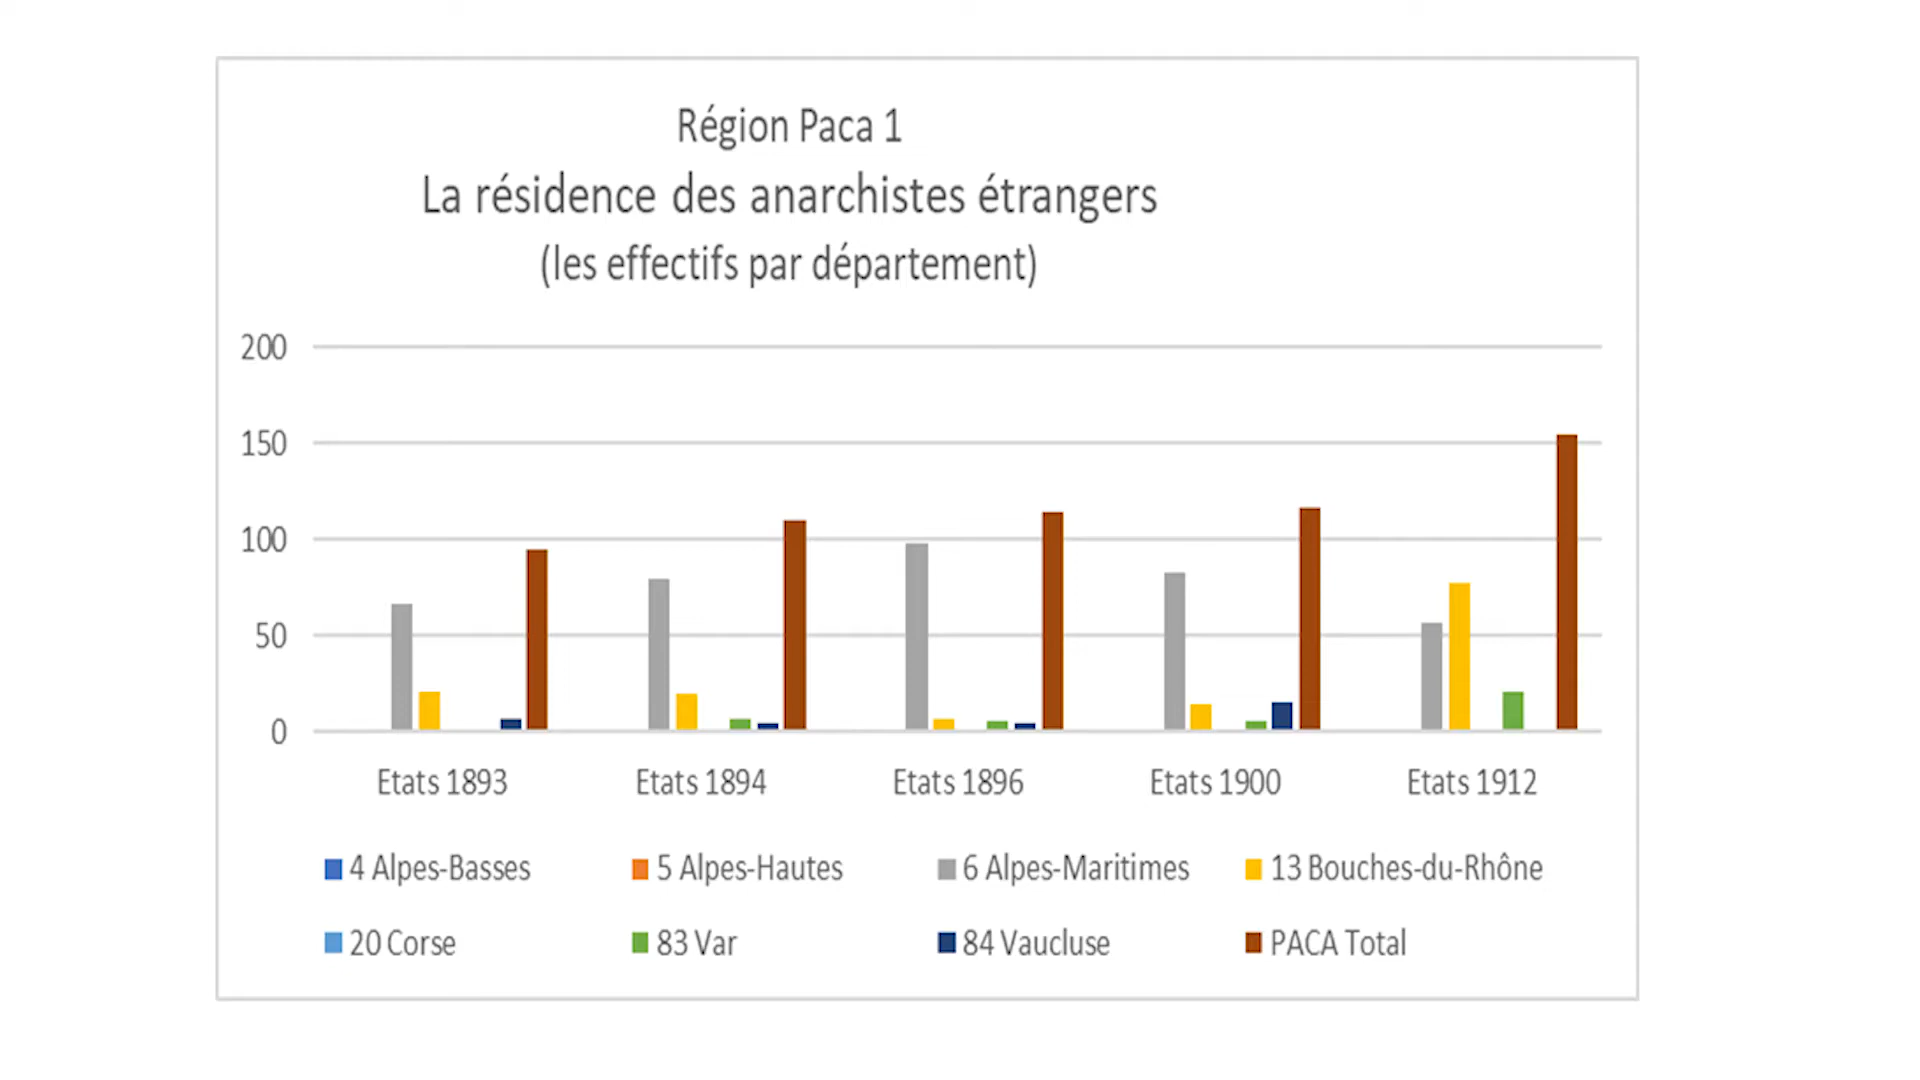 Région Paca 1
La résidence des anarchistes étrangers
(les effectifs par département)
200
150
100
50
0
Etats 1893 Etats 1894 Etats 1896 Etats 1900 Etats 1912
4 Alpes-Basses 5 Alpes-Hautes 6 Alpes-Maritimes 13 Bouches-du-Rhône
20 Corse 83 Var 84 Vaucluse PACA Total